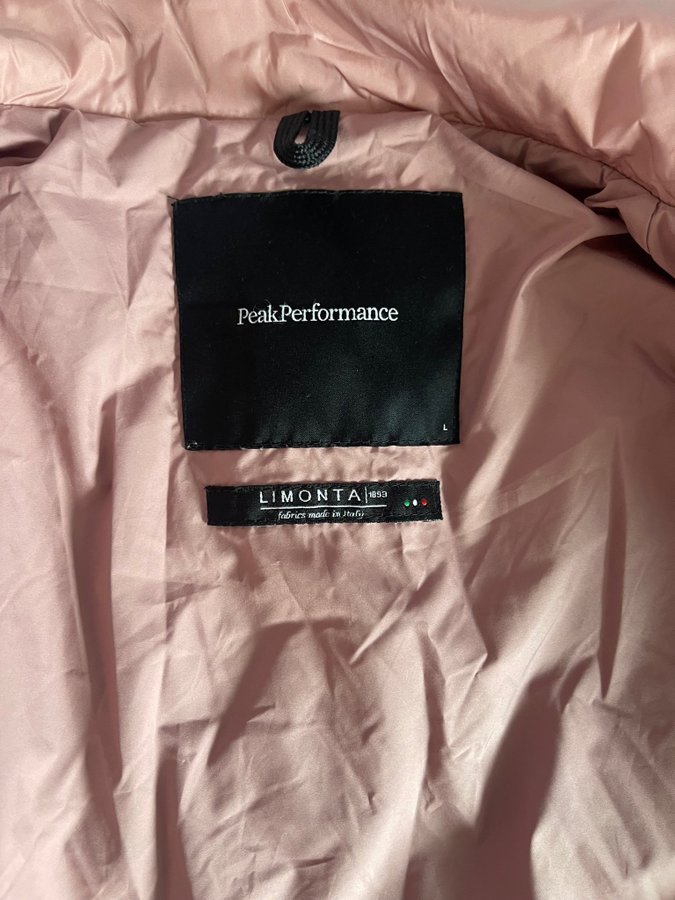 PeakPerformance
L
LIMONTA 1893
fabrics made in Italy